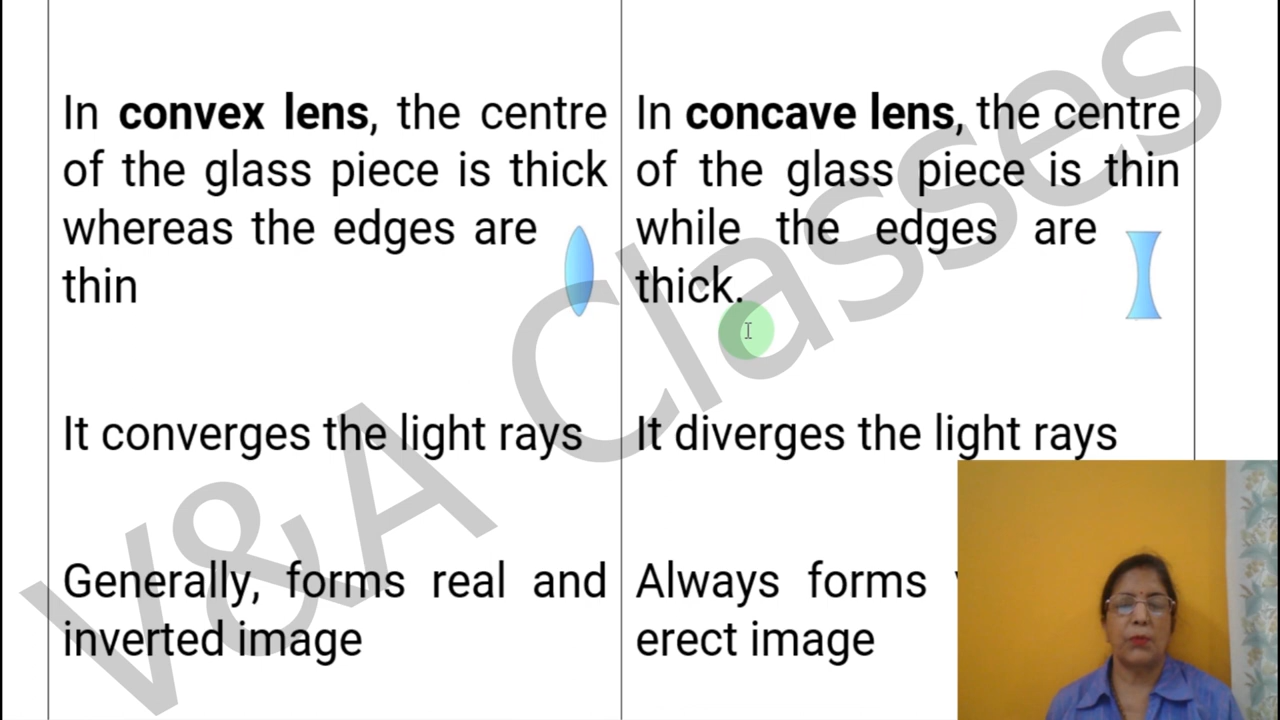 In convex lens, the centre
of the glass piece is thick
whereas the edges are
thin
It converges the light rays
Generally, forms real and
inverted image
In concave lens, the centre
of the glass piece is thin
while the edges are
thick.
It diverges the light rays
Always forms
erect image
V&A Classes